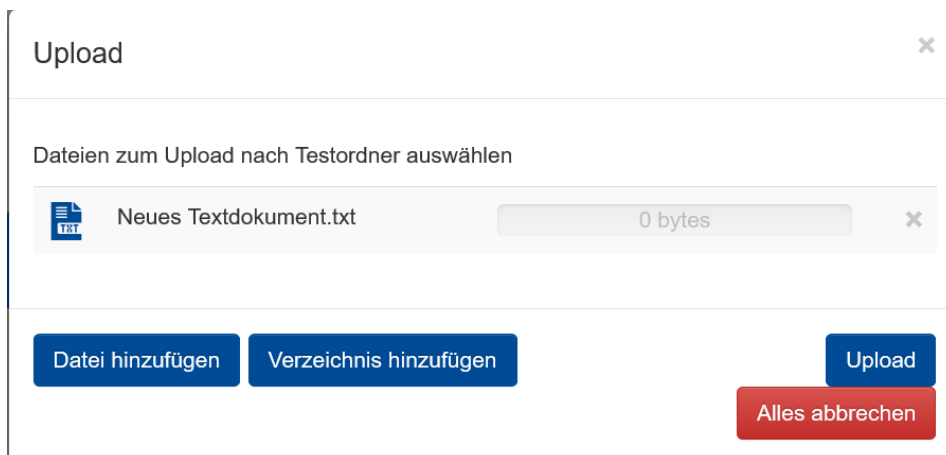 Upload
×
Dateien zum Upload nach Testordner auswählen
TXT Neues Textdokument.txt 0 bytes ×
Datei hinzufügen Verzeichnis hinzufügen Upload
Alles abbrechen